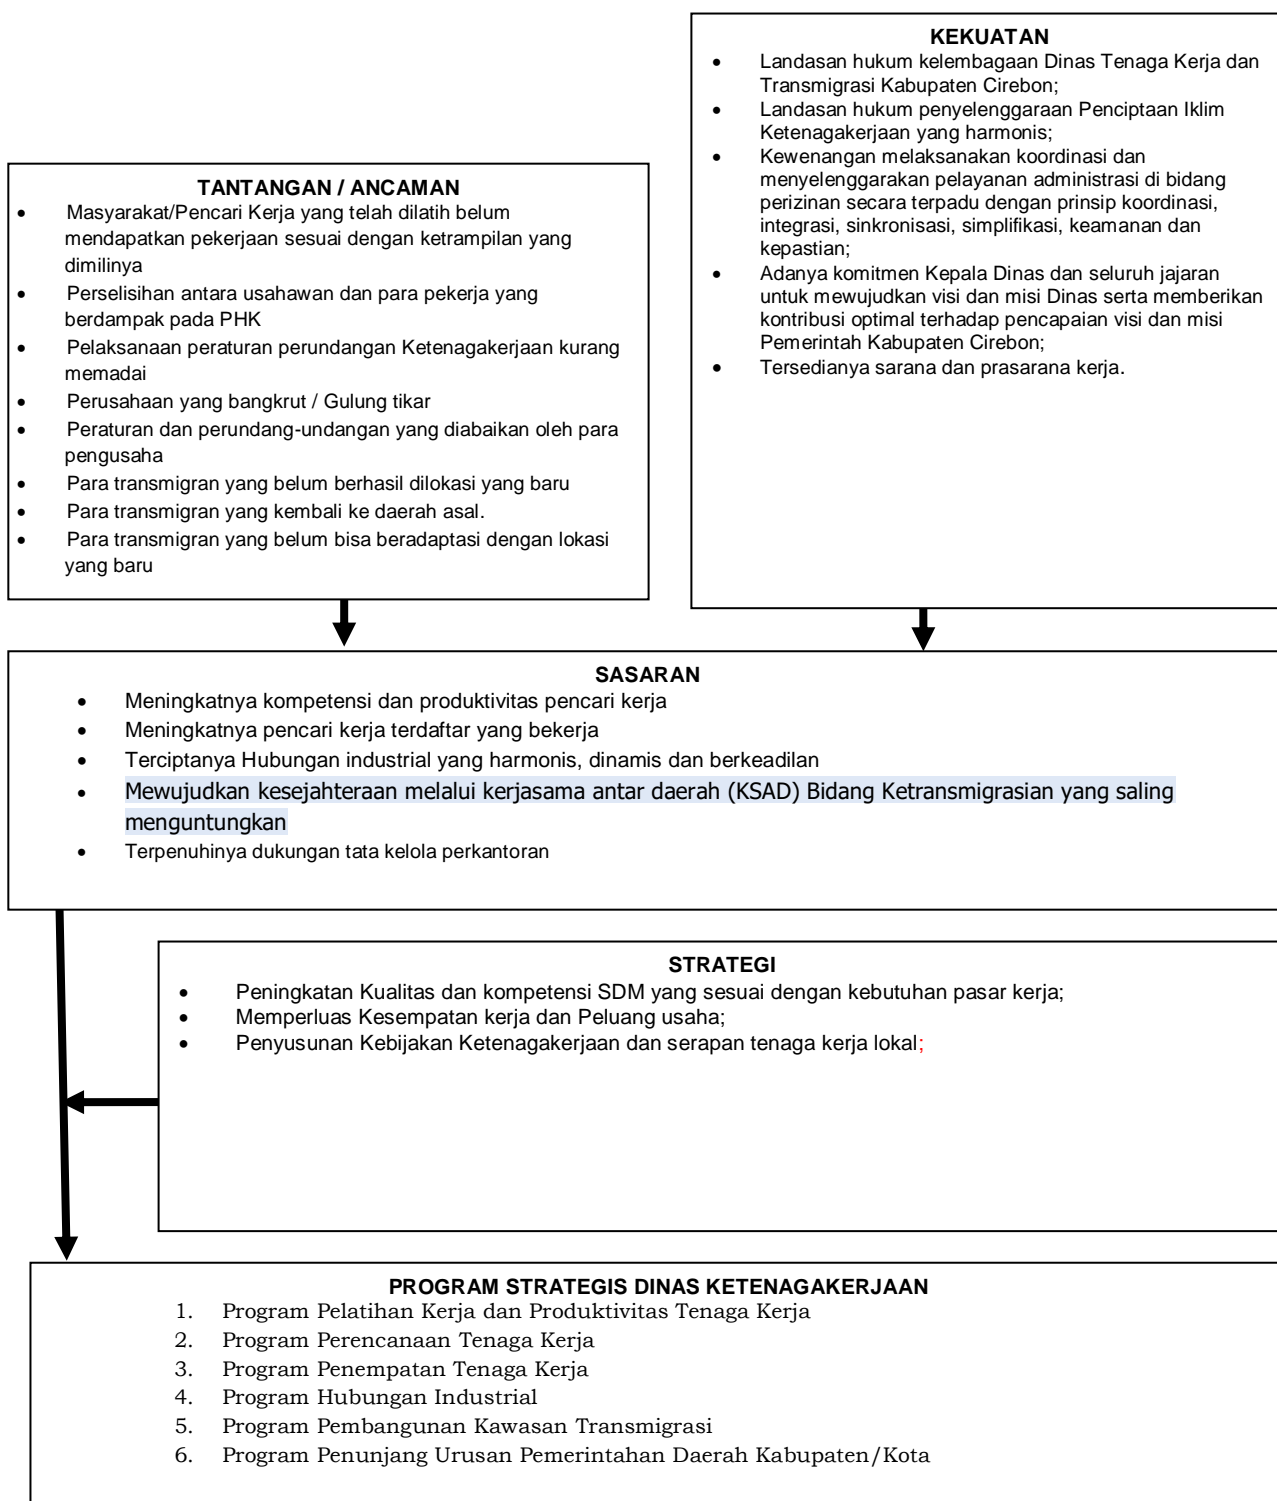 KEKUATAN
• Landasan hukum kelembagaan Dinas Tenaga Kerja dan
Transmigrasi Kabupaten Cirebon;
• Landasan hukum penyelenggaraan Penciptaan Iklim
Ketenagakerjaan yang harmonis;
• Kewenangan melaksanakan koordinasi dan
menyelenggarakan pelayanan administrasi di bidang
perizinan secara terpadu dengan prinsip koordinasi,
integrasi, sinkronisasi, simplifikasi, keamanan dan
kepastian;
• Adanya komitmen Kepala Dinas dan seluruh jajaran
untuk mewujudkan visi dan misi Dinas serta memberikan
kontribusi optimal terhadap pencapaian visi dan misi
Pemerintah Kabupaten Cirebon;
• Tersedianya sarana dan prasarana kerja.
TANTANGAN / ANCAMAN
• Masyarakat/Pencari Kerja yang telah dilatih belum
mendapatkan pekerjaan sesuai dengan ketrampilan yang
dimilinya
• Perselisihan antara usahawan dan para pekerja yang
berdampak pada PHK
• Pelaksanaan peraturan perundangan Ketenagakerjaan kurang
memadai
• Perusahaan yang bangkrut / Gulung tikar
• Peraturan dan perundang-undangan yang diabaikan oleh para
pengusaha
• Para transmigran yang belum berhasil dilokasi yang baru
• Para transmigran yang kembali ke daerah asal.
• Para transmigran yang belum bisa beradaptasi dengan lokasi
yang baru
SASARAN
• Meningkatnya kompetensi dan produktivitas pencari kerja
• Meningkatnya pencari kerja terdaftar yang bekerja
• Terciptanya Hubungan industrial yang harmonis, dinamis dan berkeadilan
• Mewujudkan kesejahteraan melalui kerjasama antar daerah (KSAD) Bidang Ketransmigrasian yang saling
menguntungkan
• Terpenuhinya dukungan tata kelola perkantoran
STRATEGI
• Peningkatan Kualitas dan kompetensi SDM yang sesuai dengan kebutuhan pasar kerja;
• Memperluas Kesempatan kerja dan Peluang usaha;
• Penyusunan Kebijakan Ketenagakerjaan dan serapan tenaga kerja lokal;
PROGRAM STRATEGIS DINAS KETENAGAKERJAAN
1. Program Pelatihan Kerja dan Produktivitas Tenaga Kerja
2. Program Perencanaan Tenaga Kerja
3. Program Penempatan Tenaga Kerja
4. Program Hubungan Industrial
5. Program Pembangunan Kawasan Transmigrasi
6. Program Penunjang Urusan Pemerintahan Daerah Kabupaten/Kota